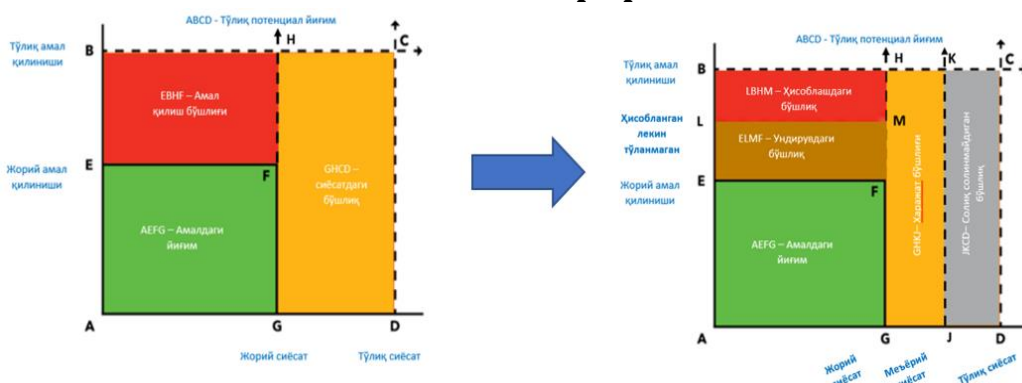 ABCD - Тўлиқ потенциал йиғим
H
C
B
Тўлиқ амал
қилиниши
EBHF – Амал
қилиш бўшлиғи
Жорий амал
қилиниши
E
F
GHCD –
сиёсатдаги
бўшлиқ
AEFG – Амалдаги
йиғим
A
G
D
Жорий сиёсат
Тўлиқ сиёсат
ABCD - Тўлиқ потенциал йиғим
H
K
C
Тўлиқ амал
қилиниши
B
LBHM – Ҳисоблашдаги
бўшлиқ
Ҳисобланган
лекин
тўланмаган
L
M
ELMF – Ундирувдаги
бўшлиқ
Жорий амал
қилиниши
E
F
GHKJ– Харажат бўшлиғи
JKCD– Солиқ солинмайдиган
бўшлиқ
AEFG – Амалдаги
йиғим
A
G
J
D
Жорий
Меъёрий
Тўлиқ сиёсат